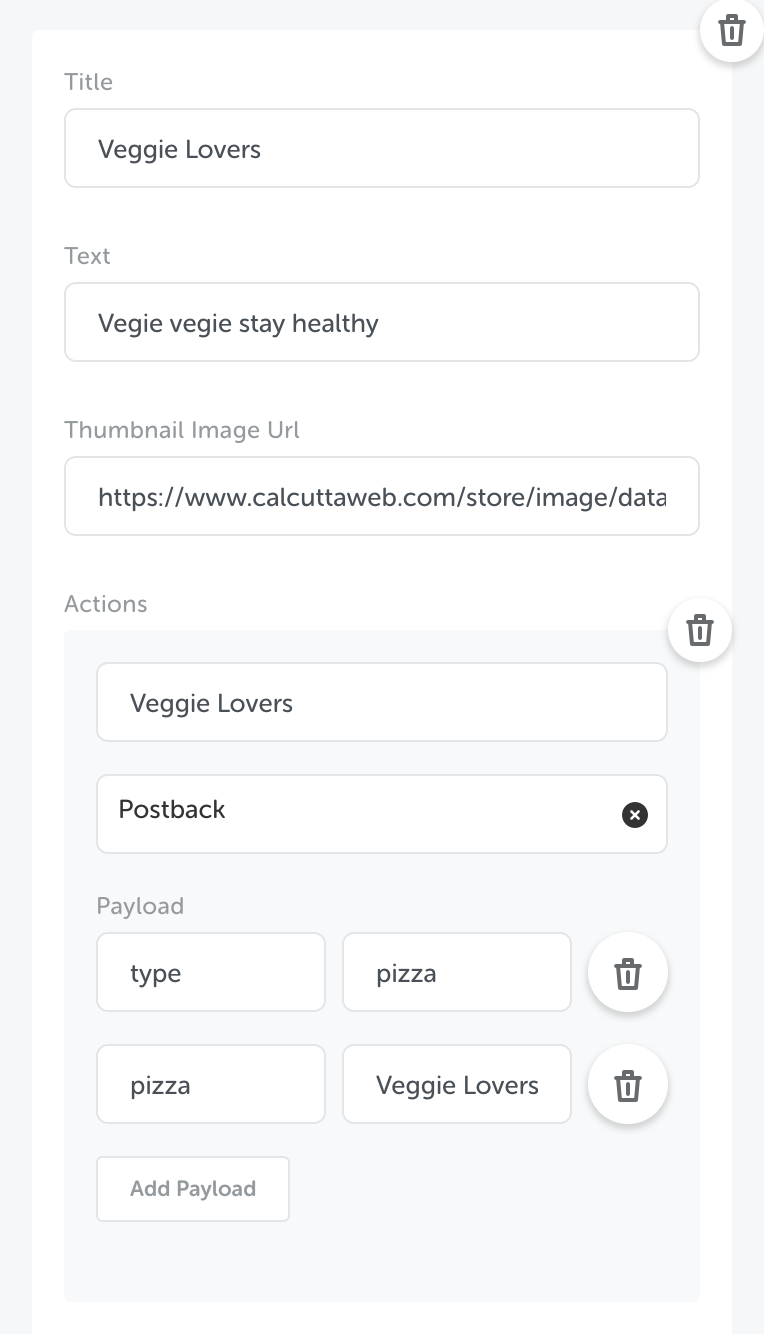 Title
Veggie Lovers
Text
Vegie vegie stay healthy
Thumbnail Image Url
https://www.calcuttaweb.com/store/image/data
Actions
Veggie Lovers
Postback
Payload
type pizza
pizza Veggie Lovers
Add Payload